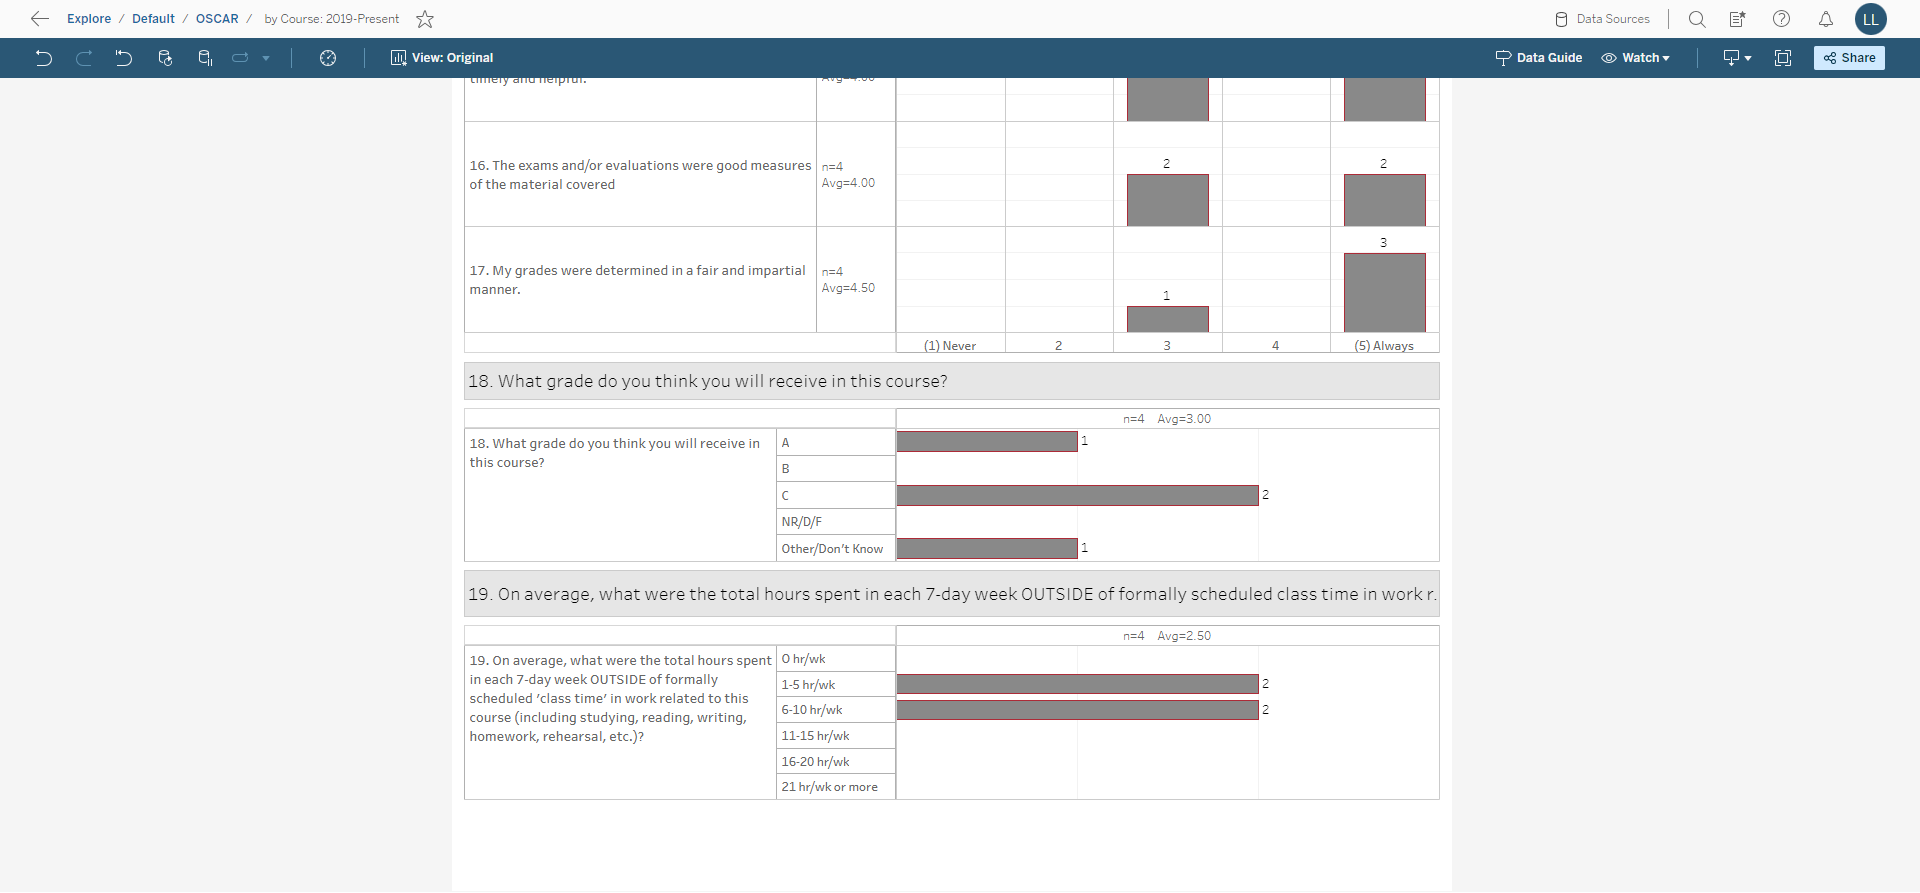 Explore / Default / OSCAR / by Course: 2019-Present
Data Sources
LL
View: Original
Data Guide
Watch
Share
timely and helpful.
Avg=4.00
16. The exams and/or evaluations were good measures
of the material covered
n=4
Avg=4.00
2
2
17. My grades were determined in a fair and impartial
manner.
n=4
Avg=4.50
1
3
(1) Never
2
3
4
(5) Always
18. What grade do you think you will receive in this course?
n=4 Avg=3.00
18. What grade do you think you will receive in
this course?
A
1
B
C
2
NR/D/F
Other/Don't Know
1
19. On average, what were the total hours spent in each 7-day week OUTSIDE of formally scheduled class time in work r.
n=4 Avg=2.50
19. On average, what were the total hours spent
in each 7-day week OUTSIDE of formally
scheduled ‘class time’ in work related to this
course (including studying, reading, writing,
homework, rehearsal, etc.)?
0 hr/wk
1-5 hr/wk
2
6-10 hr/wk
2
11-15 hr/wk
16-20 hr/wk
21 hr/wk or more